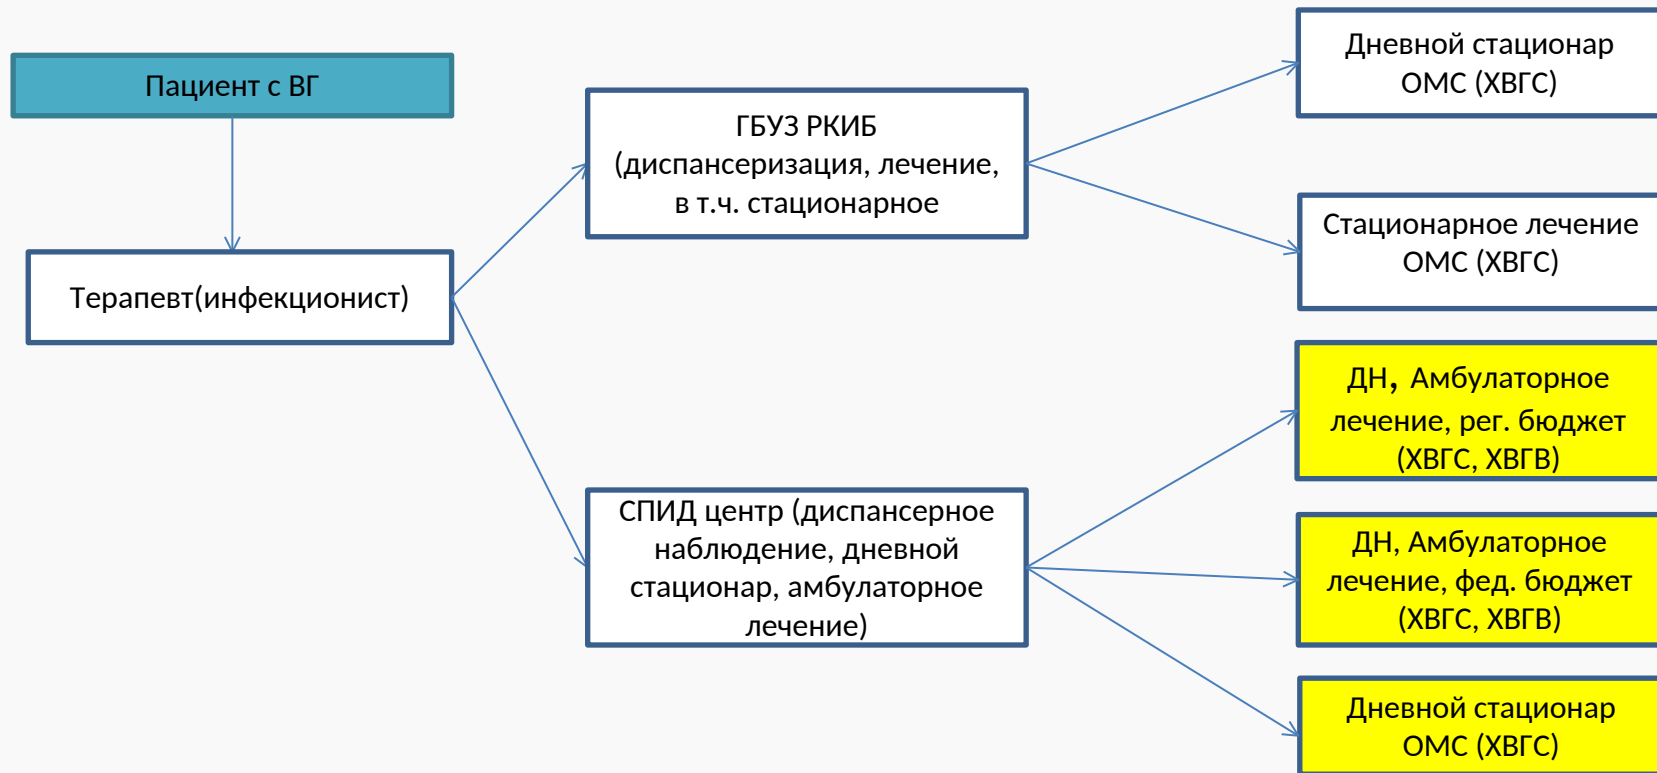 Пациент с ВГ
Терапевт(инфекционист)
ГБУЗ РКИБ
(диспансеризация, лечение,
в т.ч. стационарное
СПИД центр (диспансерное
наблюдение, дневной
стационар, амбулаторное
лечение)
Дневной стационар
ОМС (ХВГС)
Стационарное лечение
ОМС (ХВГС)
ДН, Амбулаторное
лечение, рег. бюджет
(ХВГС, ХВГВ)
ДН, Амбулаторное
лечение, фед. бюджет
(ХВГС, ХВГВ)
Дневной стационар
ОМС (ХВГС)